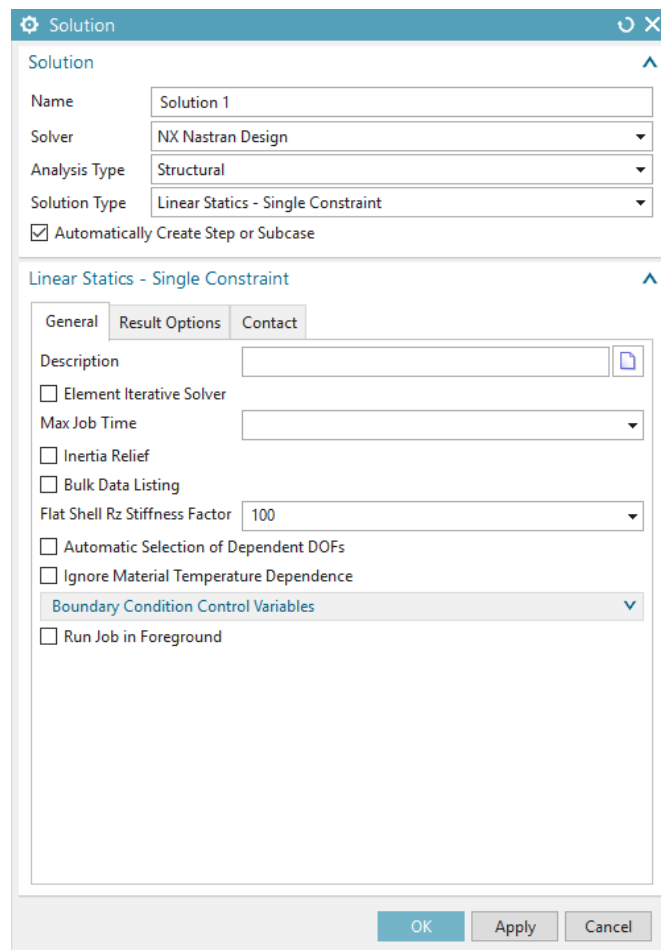 Solution
Solution
Name Solution 1
Solver NX Nastran Design
Analysis Type Structural
Solution Type Linear Statics - Single Constraint
Automatically Create Step or Subcase
Linear Statics - Single Constraint
General Result Options Contact
Description
Element Iterative Solver
Max Job Time
Inertia Relief
Bulk Data Listing
Flat Shell Rz Stiffness Factor 100
Automatic Selection of Dependent DOFs
Ignore Material Temperature Dependence
Boundary Condition Control Variables
Run Job in Foreground
OK Apply Cancel